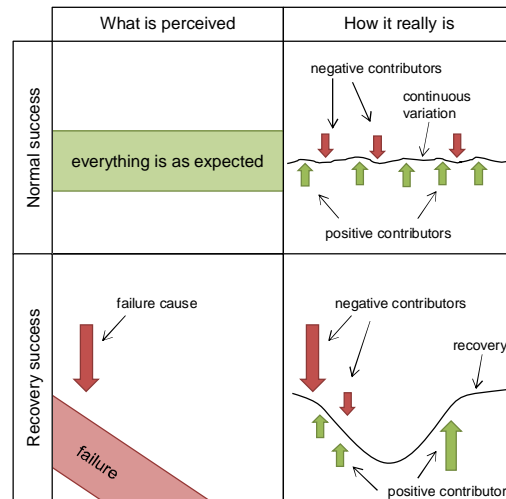 What is perceived
How it really is
Normal success
everything is as expected
negative contributors
continuous
variation
positive contributors
Recovery success
failure cause
failure
negative contributors
recovery
positive contributor